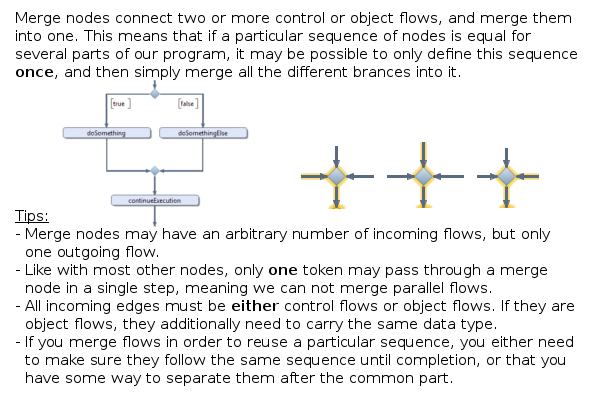 Merge nodes connect two or more control or object flows, and merge them
into one. This means that if a particular sequence of nodes is equal for
several parts of our program, it may be possible to only define this sequence
once, and then simply merge all the different brances into it.
[true ]
[false ]
doSomething
doSomethingElse
continueExecution
Tips:
- Merge nodes may have an arbitrary number of incoming flows, but only
one outgoing flow.
- Like with most other nodes, only one token may pass through a merge
node in a single step, meaning we can not merge parallel flows.
- All incoming edges must be either control flows or object flows. If they are
object flows, they additionally need to carry the same data type.
- If you merge flows in order to reuse a particular sequence, you either need
to make sure they follow the same sequence until completion, or that you
have some way to separate them after the common part.